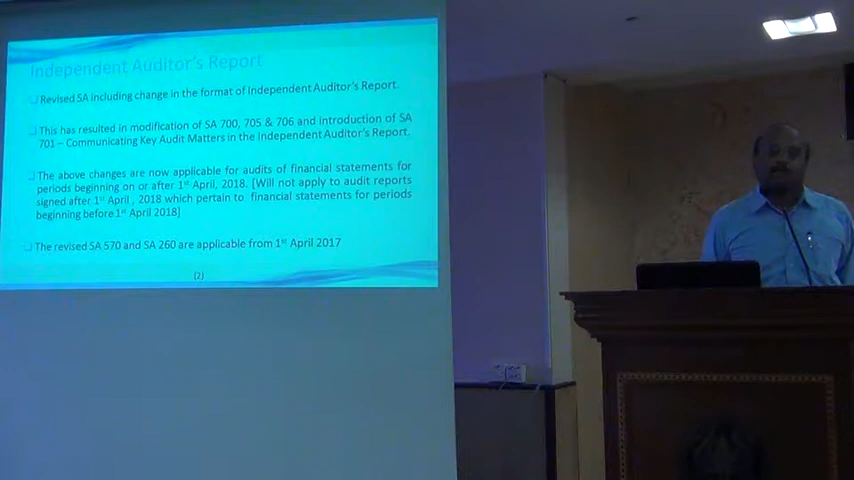 Independent Auditor's Report
Revised SA including change in the format of Independent Auditor's Report.
This has resulted in modification of SA 700, 705 & 706 and introduction of SA
701 – Communicating Key Audit Matters in the Independent Auditor's Report.
The above changes are now applicable for audits of financial statements for
periods beginning on or after 1st April, 2018. [Will not apply to audit reports
signed after 1st April , 2018 which pertain to financial statements for periods
beginning before 1st April 2018]
The revised SA 570 and SA 260 are applicable from 1st April 2017
(2)